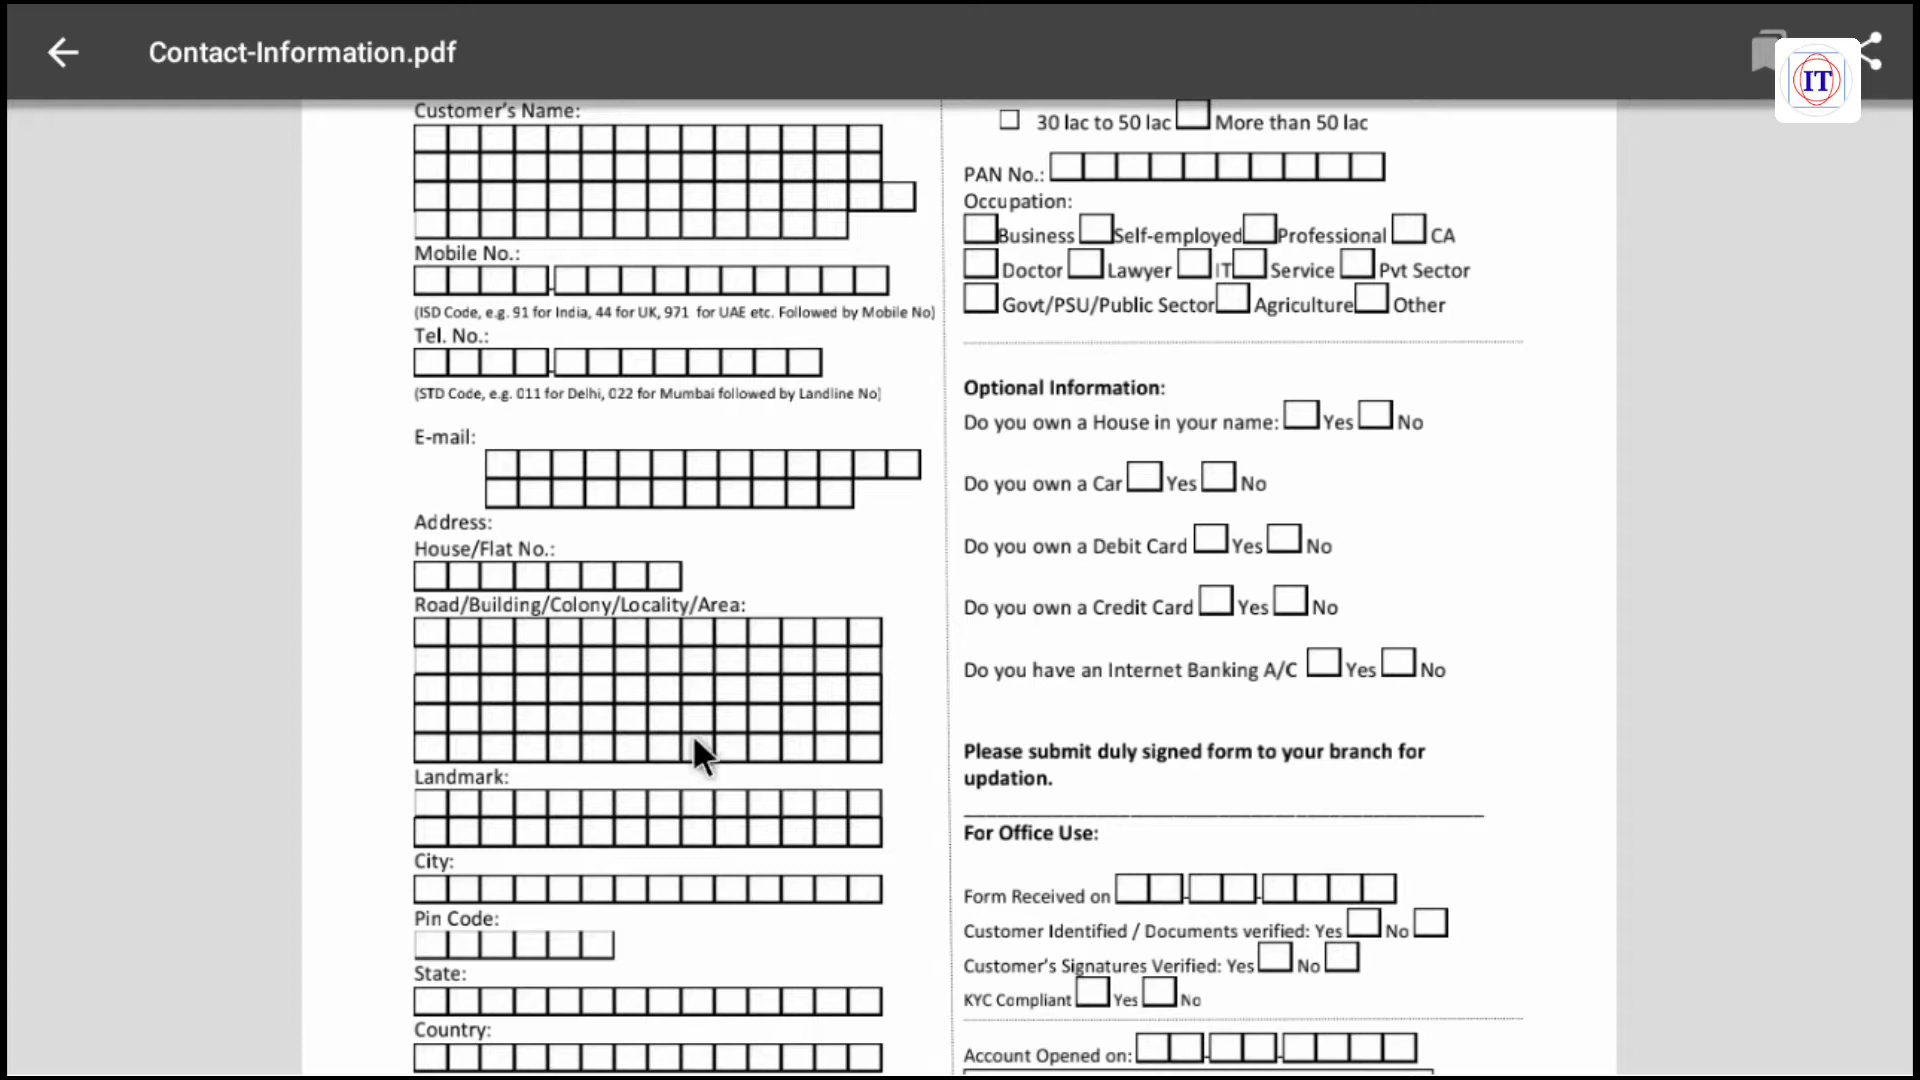 Contact-Information.pdf
IT
Customer's Name:
Mobile No.:
(ISD Code, e.g. 91 for India, 44 for UK, 971 for UAE etc. Followed by Mobile No)
Tel. No.:
(STD Code, e.g. 011 for Delhi, 022 for Mumbai followed by Landline No)
E-mail:
Address:
House/Flat No.:
Road/Building/Colony/Locality/Area:
Landmark:
City:
Pin Code:
State:
Country:
30 lac to 50 lac More than 50 lac
PAN No.:
Occupation:
Business Self-employed Professional CA
Doctor Lawyer IT Service Pvt Sector
Govt/PSU/Public Sector Agriculture Other
Optional Information:
Do you own a House in your name: Yes No
Do you own a Car Yes No
Do you own a Debit Card Yes No
Do you own a Credit Card Yes No
Do you have an Internet Banking A/C Yes No
Please submit duly signed form to your branch for
updation.
For Office Use:
Form Received on
Customer Identified / Documents verified: Yes No
Customer's Signatures Verified: Yes No
KYC Compliant Yes No
Account Opened on: